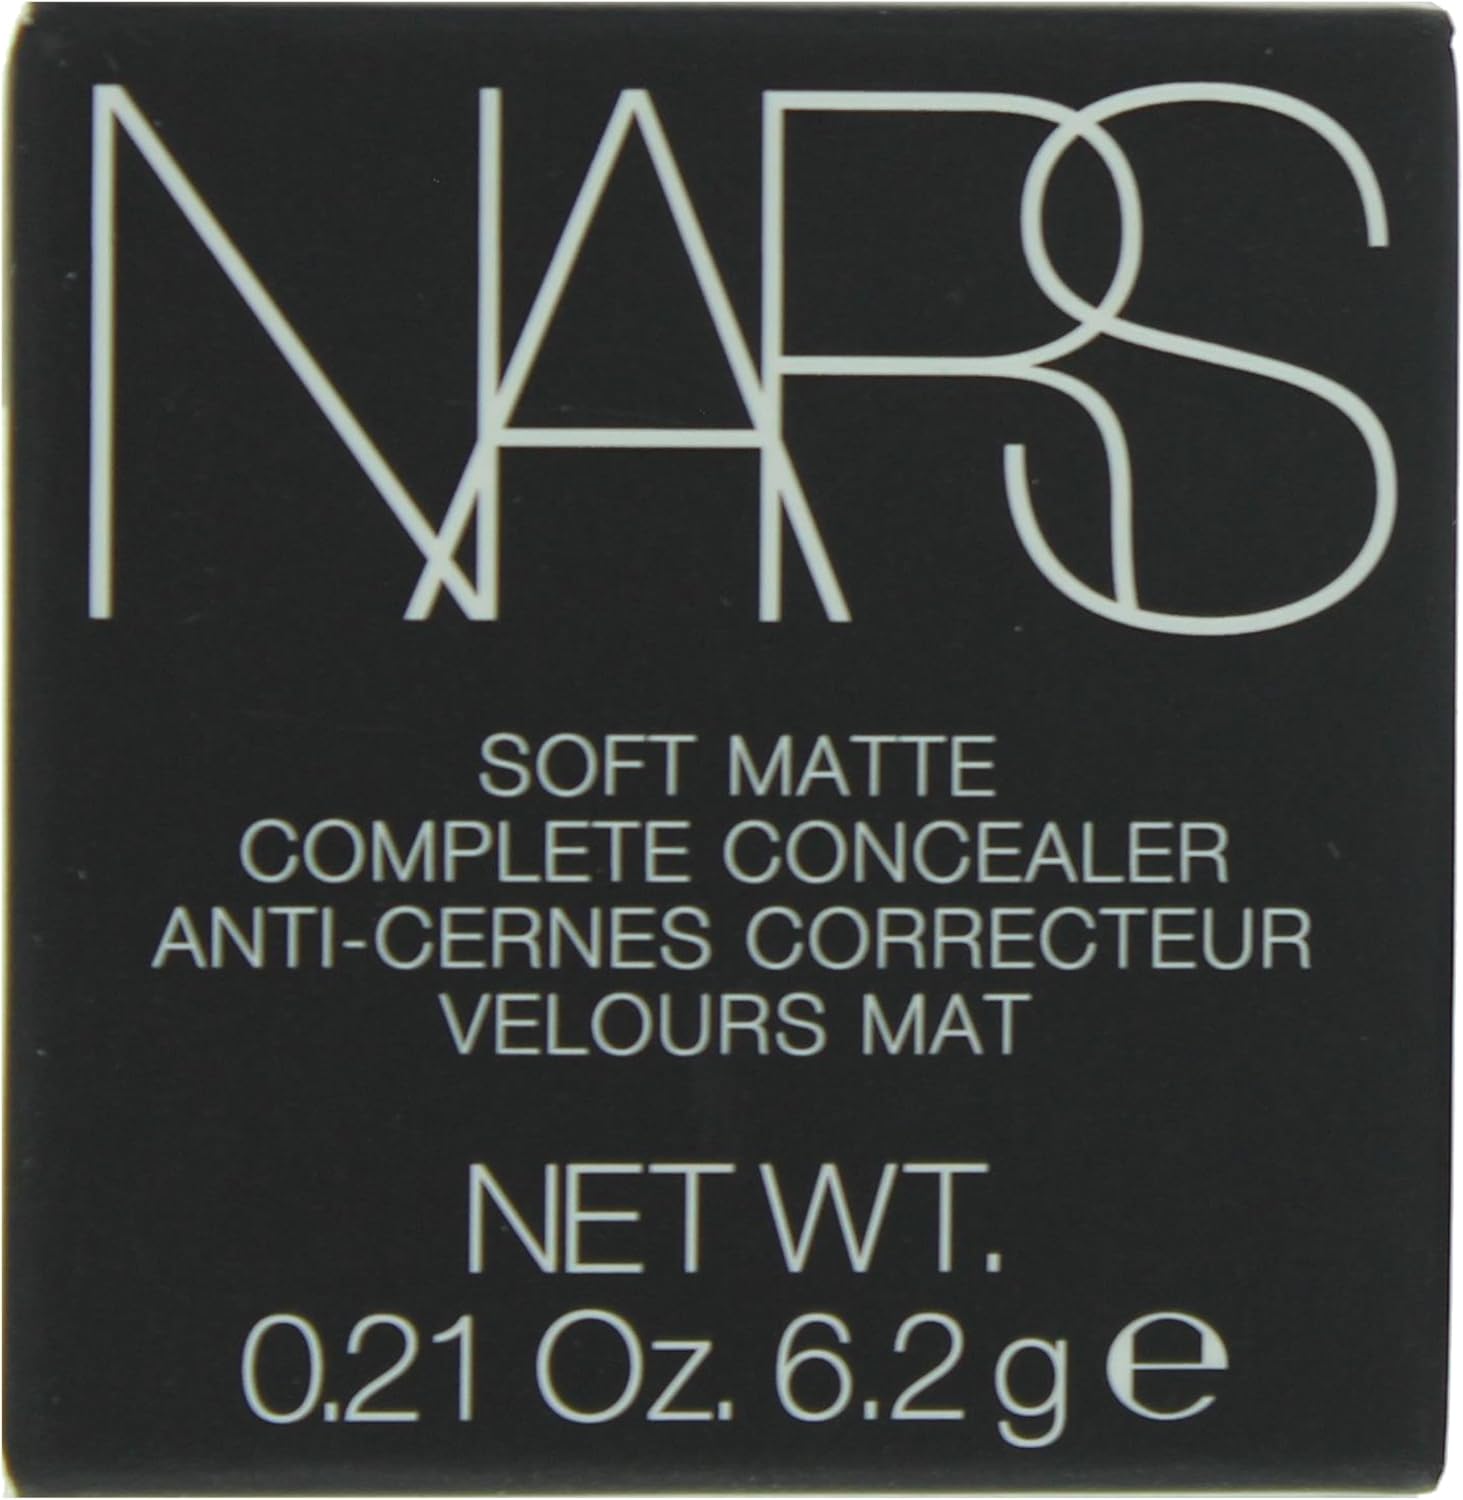 NARS
SOFT MATTE
COMPLETE CONCEALER
ANTI-CERNES CORRECTEUR
VELOURS MAT
NET WT.
0.21 Oz. 6.2 g ℮